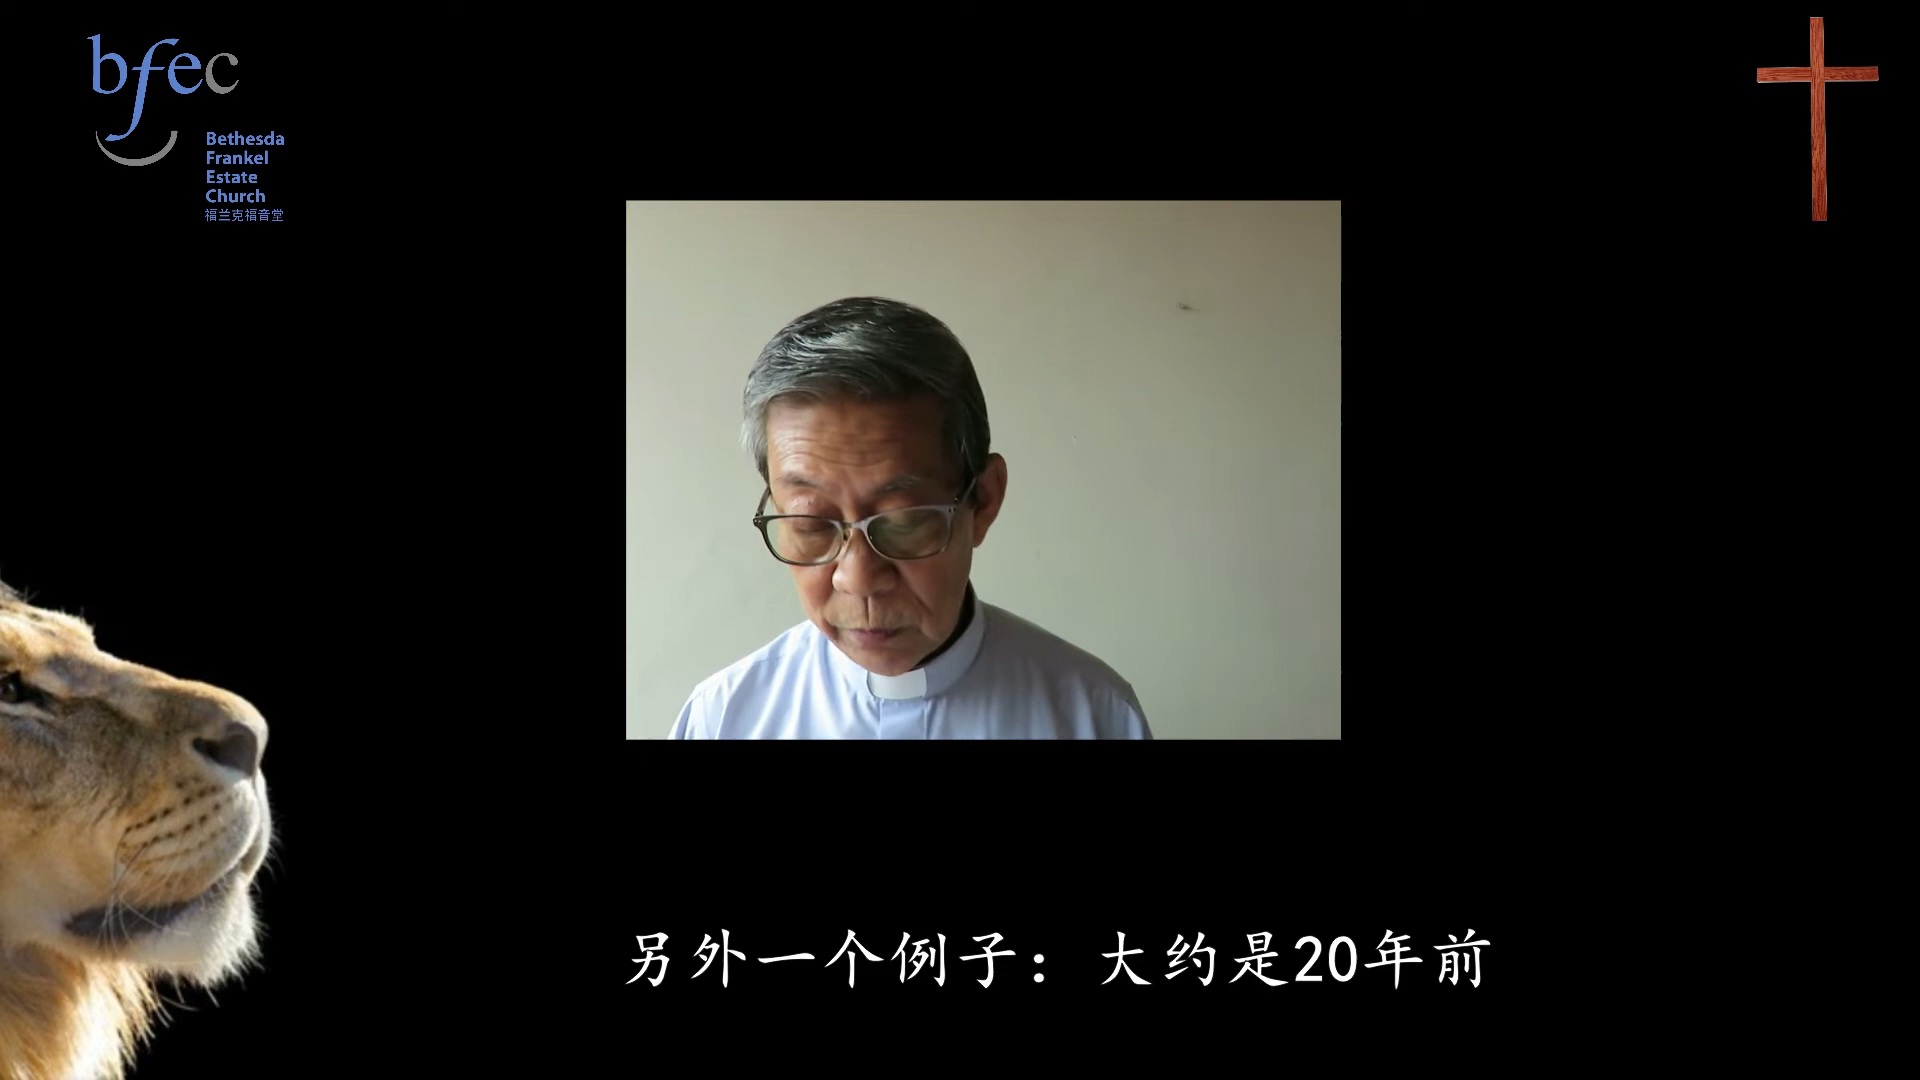 bfec
Bethesda
Frankel
Estate
Church
福兰克福音堂
另外一个例子：大约是20年前